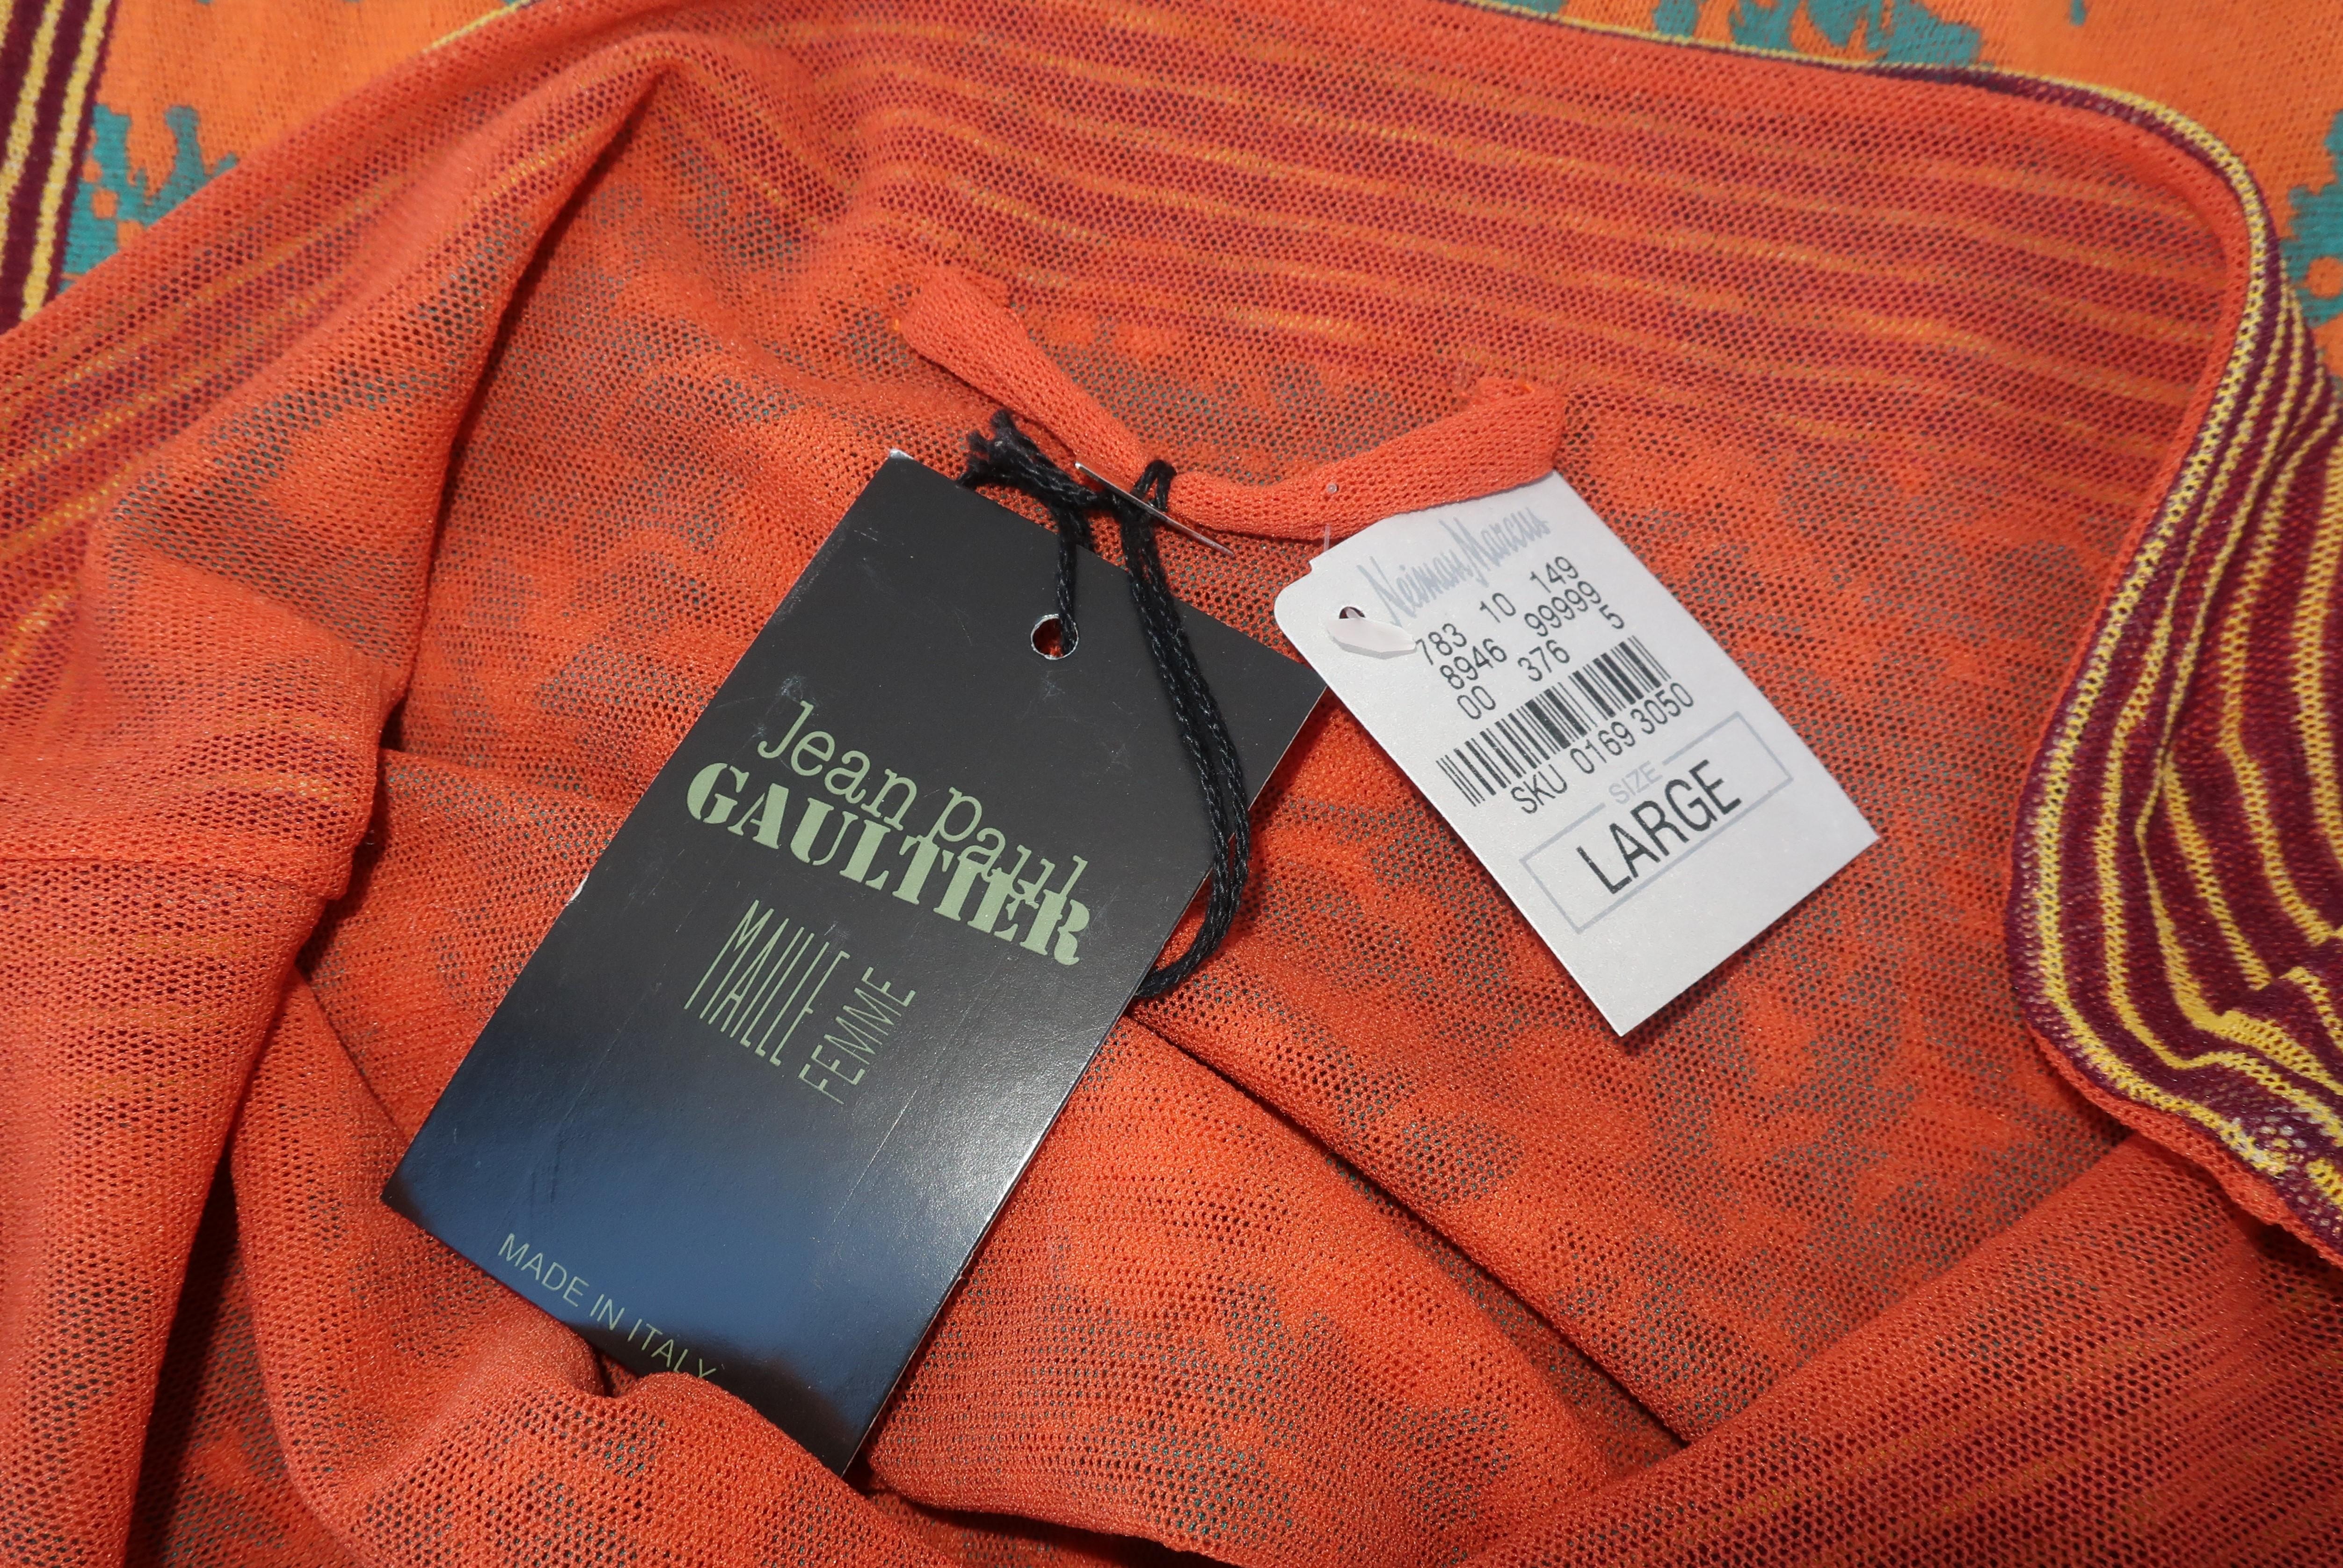 Jean Paul
GAULTIER
MAILLE
FEMME
MADE IN ITALY
Neiman Marcus
783 10 149
8946 99999
00 376 5
SKU 0169 3050
SIZE
LARGE